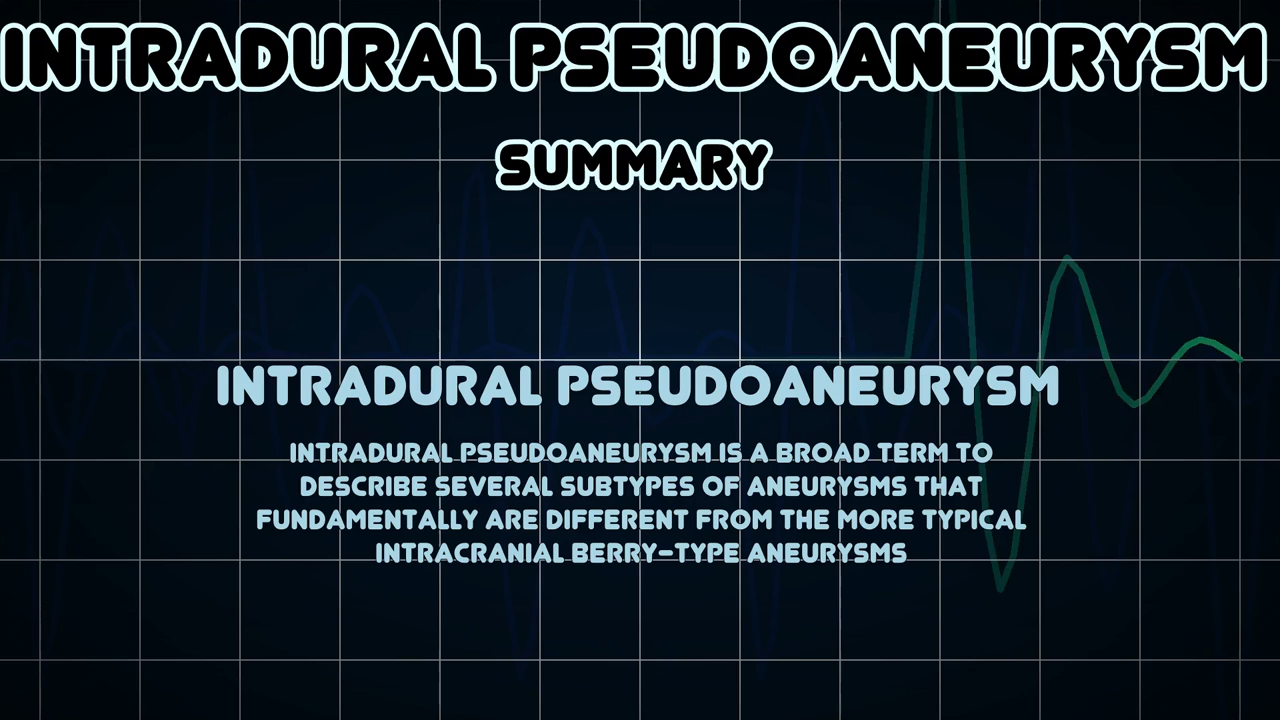 INTRADURAL PSEUDOANEURYSM
SUMMARY
INTRADURAL PSEUDOANEURYSM
INTRADURAL PSEUDOANEURYSM IS A BROAD TERM TO
DESCRIBE SEVERAL SUBTYPES OF ANEURYSMS THAT
FUNDAMENTALLY ARE DIFFERENT FROM THE MORE TYPICAL
INTRACRANIAL BERRY-TYPE ANEURYSMS